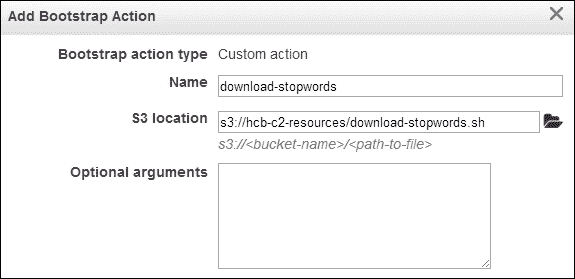 Add Bootstrap Action
Bootstrap action type Custom action
Name download-stopwords
S3 location s3://hcb-c2-resources/download-stopwords.sh
s3://<bucket-name>/<path-to-file>
Optional arguments